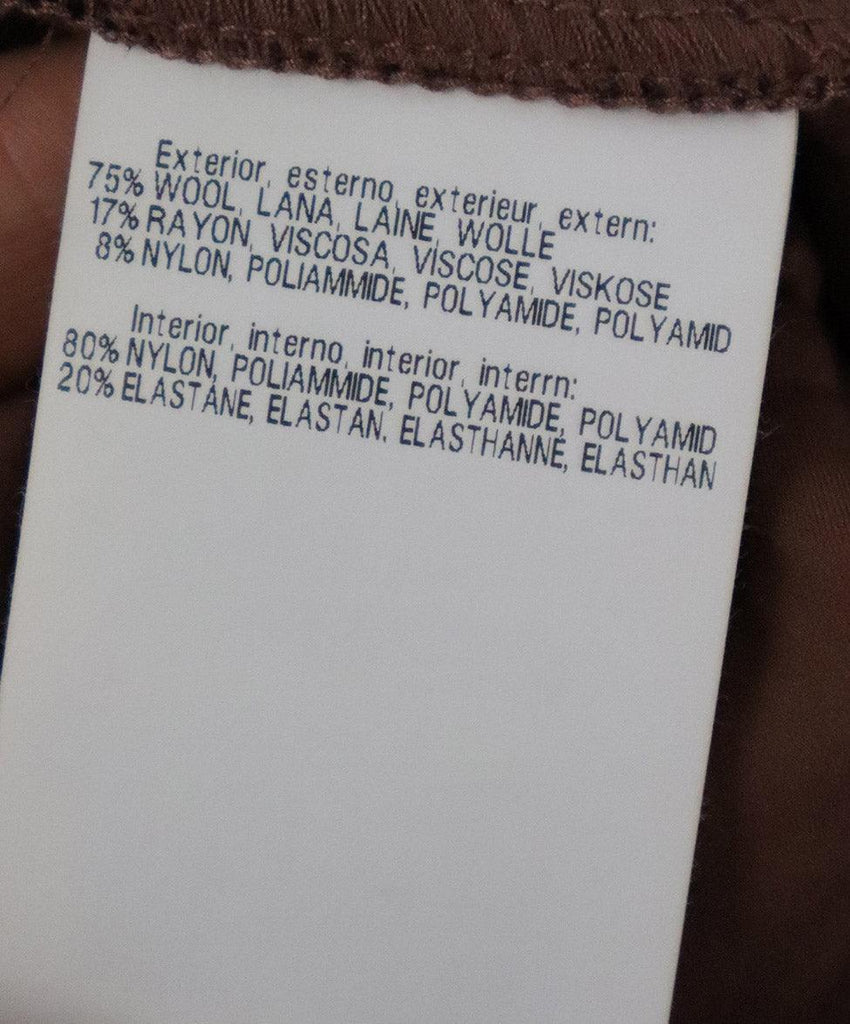 Exterior, esterno, exterieur, extern:
75% WOOL, LANA, LAINE, WOLLE
17% RAYON, VISCOSA, VISCOSE, VISKOSE
8% NYLON, POLIAMMIDE, POLYAMIDE, POLYAMID
Interior, interno, interior, interrn:
80% NYLON, POLIAMMIDE, POLYAMIDE, POLYAMID
20% ELASTANE, ELASTAN. ELASTHANNE, ELASTHAN